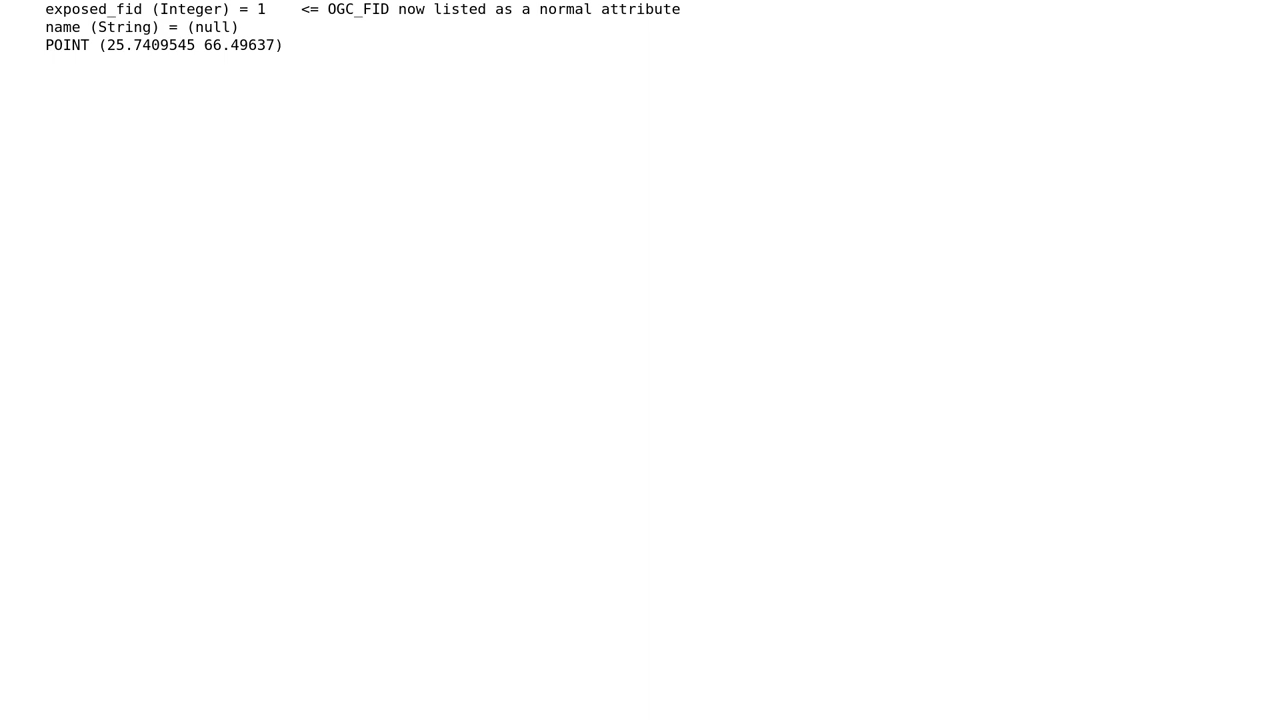 exposed_fid (Integer) = 1    <= OGC_FID now listed as a normal attribute
name (String) = (null)
POINT (25.7409545 66.49637)